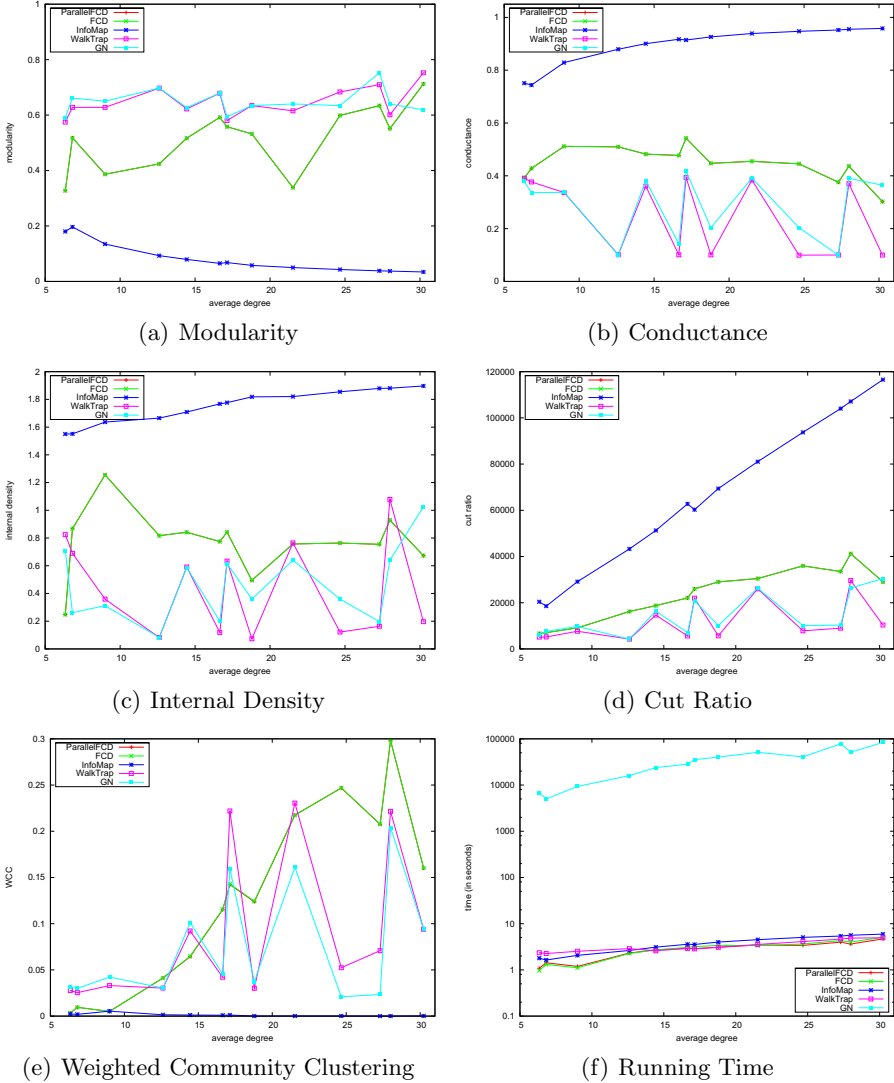 ParallelFCD
FCD
InfoMap
WalkTrap
GN
modularity
1
0.8
0.6
0.4
0.2
0
5 10 15 20 25 30
average degree
(a) Modularity
ParallelFCD
FCD
InfoMap
WalkTrap
GN
conductance
1
0.8
0.6
0.4
0.2
0
5 10 15 20 25 30
average degree
(b) Conductance
ParallelFCD
FCD
InfoMap
WalkTrap
GN
internal density
2
1.8
1.6
1.4
1.2
1
0.8
0.6
0.4
0.2
0
5 10 15 20 25 30
average degree
(c) Internal Density
ParallelFCD
FCD
InfoMap
WalkTrap
GN
cut ratio
120000
100000
80000
60000
40000
20000
0
5 10 15 20 25 30
average degree
(d) Cut Ratio
ParallelFCD
FCD
InfoMap
WalkTrap
GN
WCC
0.3
0.25
0.2
0.15
0.1
0.05
0
5 10 15 20 25 30
average degree
(e) Weighted Community Clustering
time (in seconds)
100000
10000
1000
100
10
1
0.1
ParallelFCD
FCD
InfoMap
WalkTrap
GN
5 10 15 20 25 30
average degree
(f) Running Time